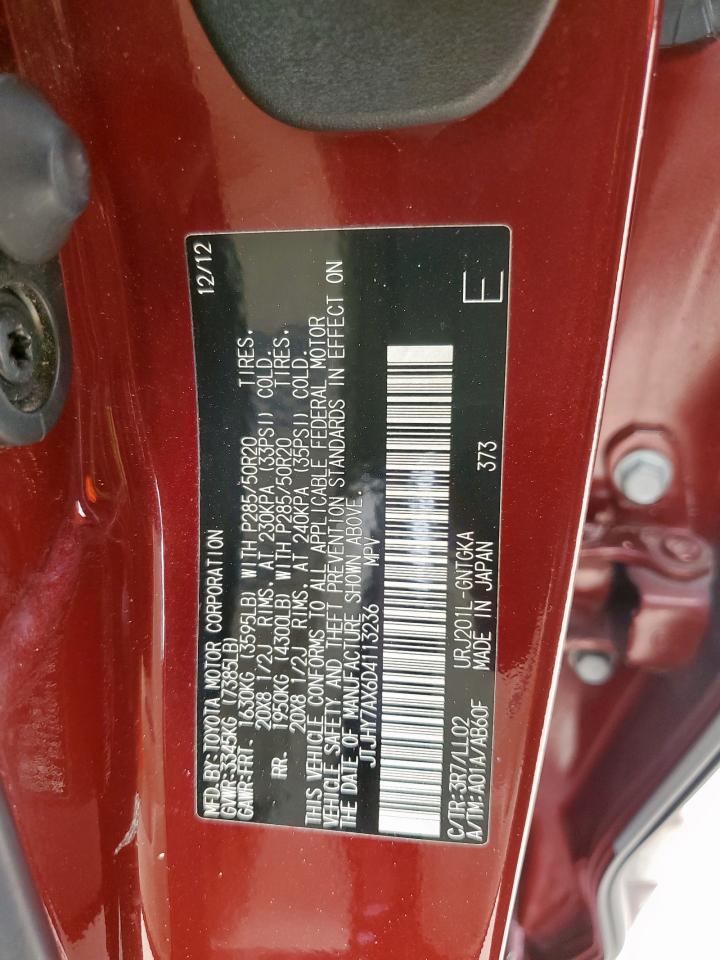 MFD.BY:TOYOTA MOTOR CORPORATION 12/12
GVWR:3345KG (7385LB)
GAWR:FRT. 1630KG (3595LB) WITH P285/50R20 TIRES.
20X8 1/2J RIMS. AT 230KPA (33PSI) COLD.
RR. 1950KG (4300LB) WITH P285/50R20 TIRES.
20X8 1/2J RIMS. AT 240KPA (35PSI) COLD.
THIS VEHICLE CONFORMS TO ALL APPLICABLE FEDERAL MOTOR
VEHICLE SAFETY AND THEFT PREVENTION STANDARDS IN EFFECT ON
THE DATE OF MANUFACTURE SHOWN ABOVE.
JTJHY7AX6D4113236 MPV
C/TR:3R7/LL02 URJ201L-GNTGKA
A/TM:A01A/AB60F MADE IN JAPAN 373
E